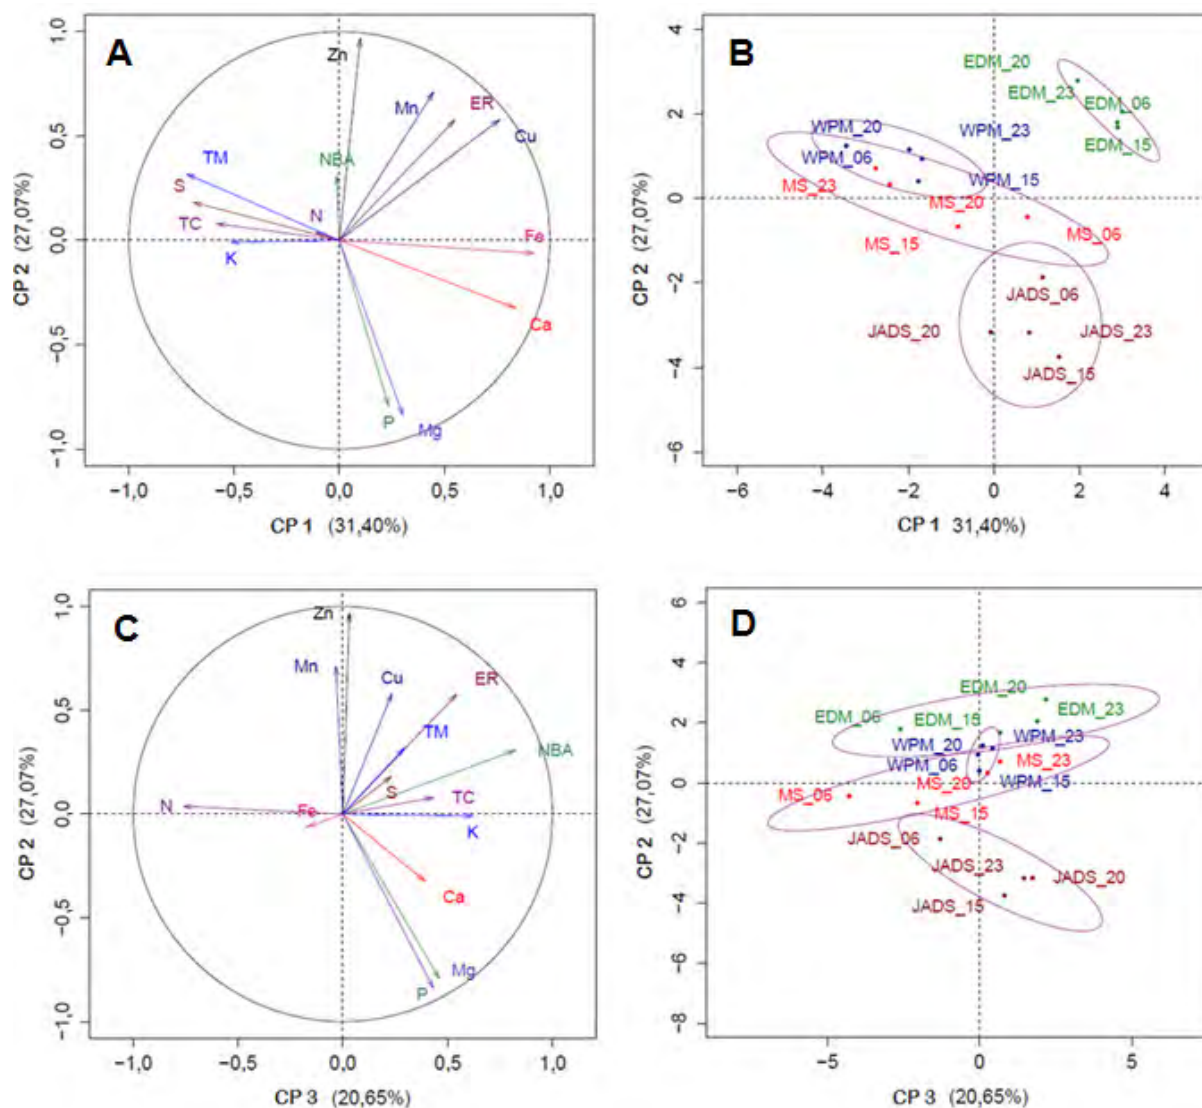 A
Zn
Mn
ER
Cu
TM
NBA
S
N
TC
Fe
K
Ca
P
Mg
1,0
0,5
0,0
−0,5
−1,0
CP 2 (27,07%)
−1,0 −0,5 0,0 0,5 1,0
CP 1 (31,40%)
B
EDM_20
EDM_23
EDM_06
WPM_20
WPM_23
EDM_15
WPM_06
WPM_15
MS_23
MS_20
MS_15
MS_06
JADS_06
JADS_20
JADS_23
JADS_15
4
2
0
−2
−4
−6
CP 2 (27,07%)
−6 −4 −2 0 2 4
CP 1 31,40%)
C
Zn
Mn
Cu
ER
TM
NBA
S
TC
N
Fe
K
Ca
Mg
P
1,0
0,5
0,0
−0,5
−1,0
CP 2 (27,07%)
−1,0 −0,5 0,0 0,5 1,0
CP 3 (20,65%)
D
EDM_20
EDM_06
EDM_15
EDM_23
WPM_20
WPM_23
WPM_06
MS_23
MS_06
MS_20
WPM_15
MS_15
JADS_06
JADS_23
JADS_20
JADS_15
6
4
2
0
−2
−4
−6
−8
CP 2 (27,07%)
−5 0 5
CP 3 (20,65%)